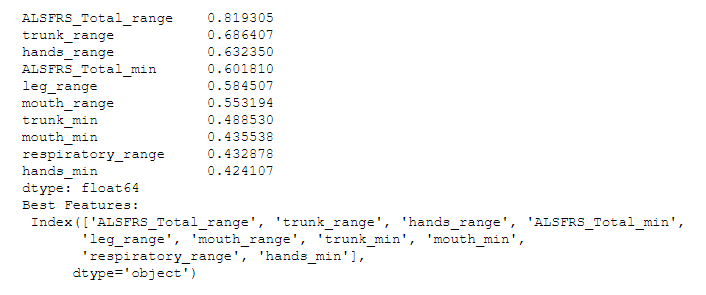 ALSFRS_Total_range    0.819305
trunk_range           0.686407
hands_range           0.632350
ALSFRS_Total_min      0.601810
leg_range             0.584507
mouth_range           0.553194
trunk_min             0.488530
mouth_min             0.435538
respiratory_range     0.432878
hands_min             0.424107
dtype: float64
Best Features:
 Index(['ALSFRS_Total_range', 'trunk_range', 'hands_range', 'ALSFRS_Total_min',
       'leg_range', 'mouth_range', 'trunk_min', 'mouth_min',
       'respiratory_range', 'hands_min'],
      dtype='object')